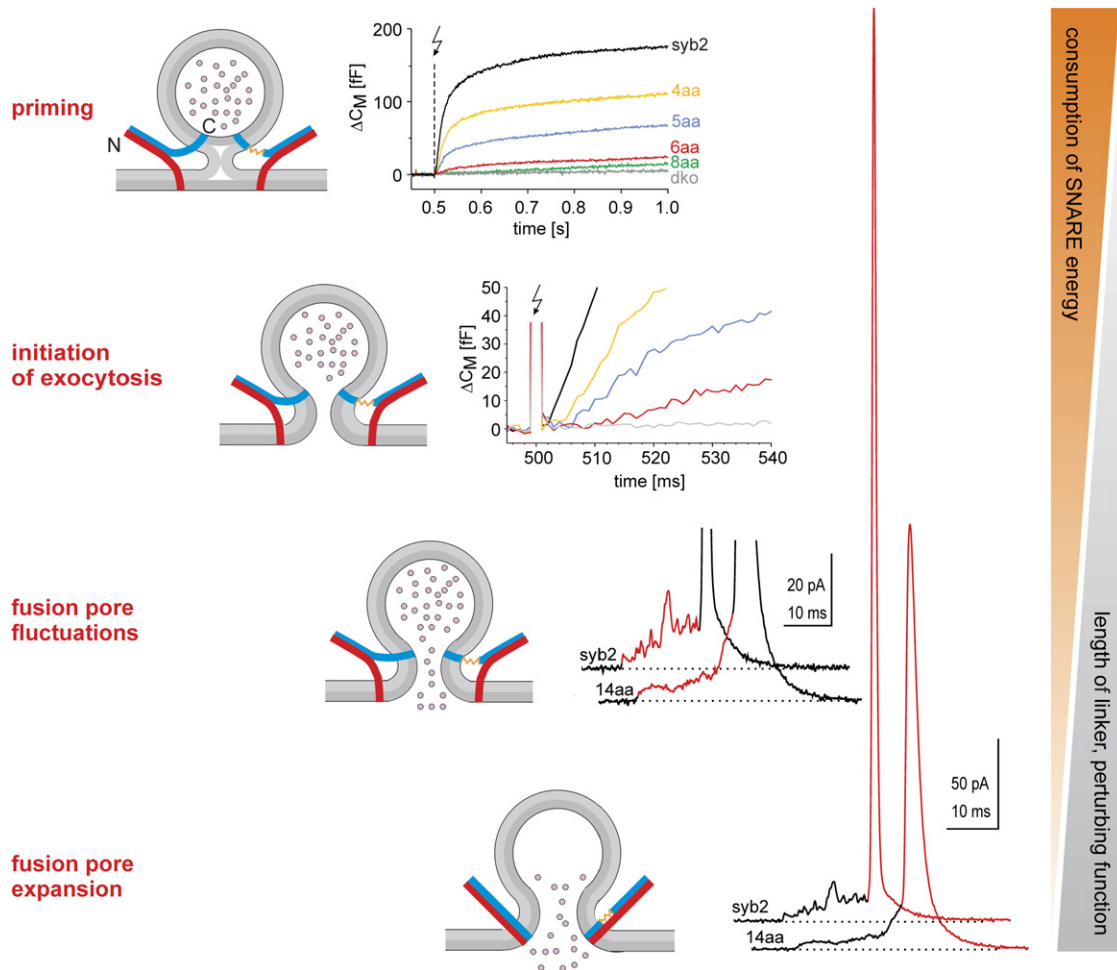 priming
N
C
200
100
0
ΔCM [fF]
syb2
4aa
5aa
6aa
8aa
dko
0.5 0.6 0.7 0.8 0.9 1.0
time [s]
initiation
of exocytosis
50
40
30
20
10
0
ΔCM [fF]
500 510 520 530 540
time [ms]
fusion pore
fluctuations
20 pA
10 ms
syb2
14aa
fusion pore
expansion
50 pA
10 ms
syb2
14aa
consumption of SNARE energy
length of linker, perturbing function